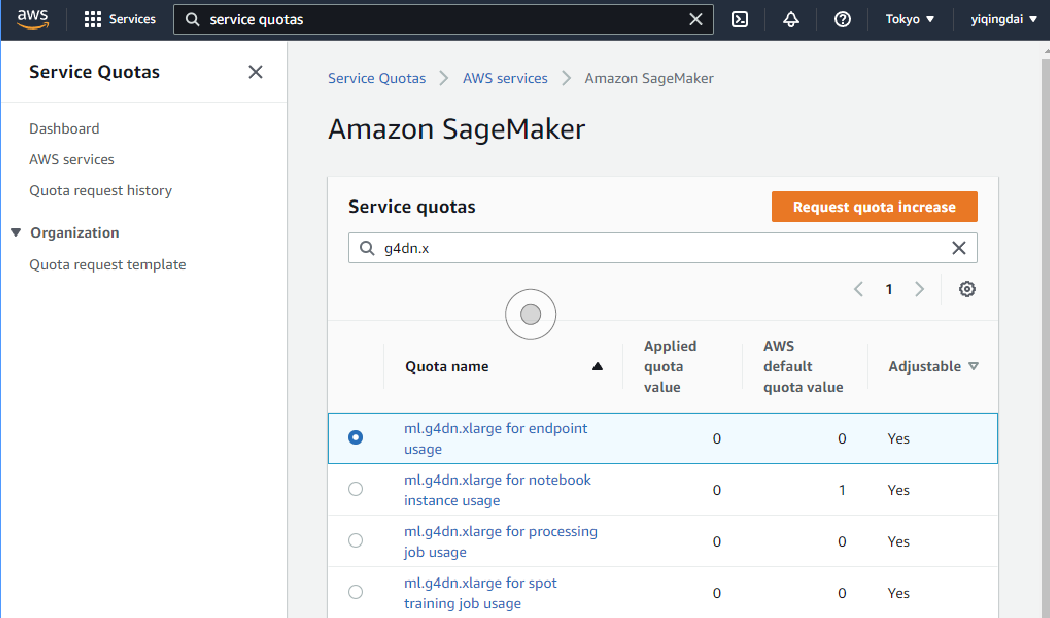 aws
Services
service quotas
Tokyo ▼
yiqingdai ▼
Service Quotas
Dashboard
AWS services
Quota request history
▼ Organization
Quota request template
Service Quotas > AWS services > Amazon SageMaker
Amazon SageMaker
Service quotas
Request quota increase
g4dn.x
1
Quota name
Applied
quota
value
AWS
default
quota value
Adjustable
ml.g4dn.xlarge for endpoint
usage
0
0
Yes
ml.g4dn.xlarge for notebook
instance usage
0
1
Yes
ml.g4dn.xlarge for processing
job usage
0
0
Yes
ml.g4dn.xlarge for spot
training job usage
0
0
Yes